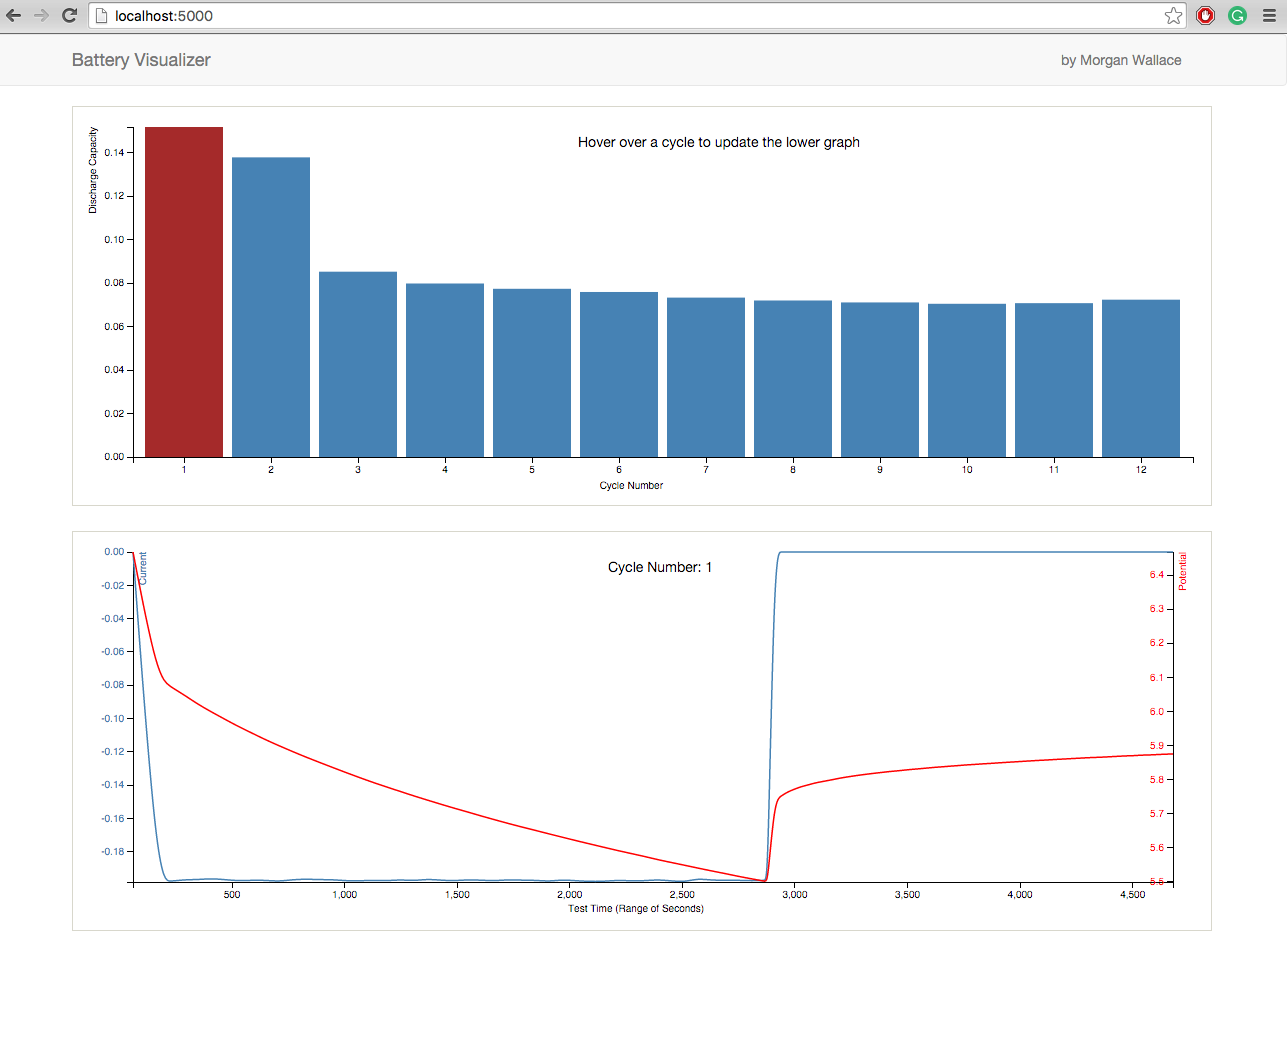 localhost:5000
Battery Visualizer
by Morgan Wallace
Hover over a cycle to update the lower graph
Discharge Capacity
0.14
0.12
0.10
0.08
0.06
0.04
0.02
0.00
1 2 3 4 5 6 7 8 9 10 11 12
Cycle Number
Cycle Number: 1
Current
0.00
-0.02
-0.04
-0.06
-0.08
-0.10
-0.12
-0.14
-0.16
-0.18
Potential
6.4
6.3
6.2
6.1
6.0
5.9
5.8
5.7
5.6
5.5
500 1,000 1,500 2,000 2,500 3,000 3,500 4,000 4,500
Test Time (Range of Seconds)